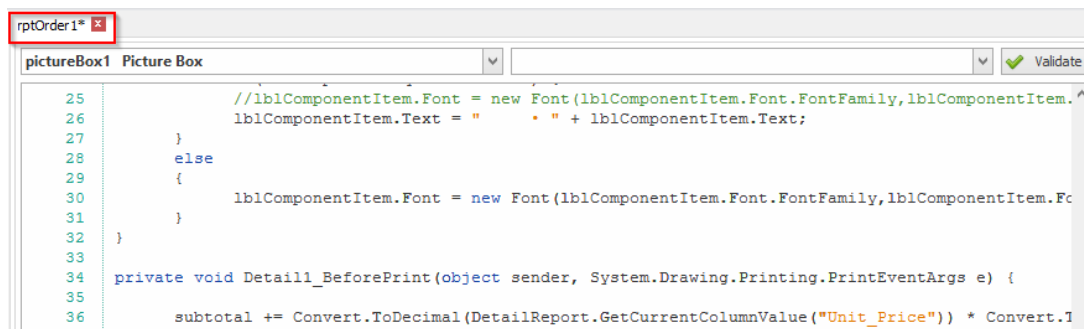 rptOrder1* x
pictureBox1 Picture Box
Validate
25 //lblComponentItem.Font = new Font(lblComponentItem.Font.FontFamily,lblComponentItem.
26 lblComponentItem.Text = "     • " + lblComponentItem.Text;
27 }
28 else
29 {
30 lblComponentItem.Font = new Font(lblComponentItem.Font.FontFamily,lblComponentItem.Fo
31 }
32 }
33
34 private void Detail1_BeforePrint(object sender, System.Drawing.Printing.PrintEventArgs e) {
35
36 subtotal += Convert.ToDecimal(DetailReport.GetCurrentColumnValue("Unit_Price")) * Convert.T